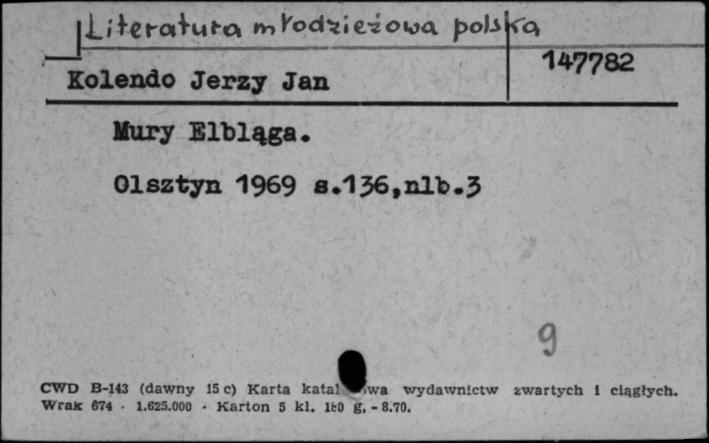 Literatura młodzieżowa polska
147782
Kolendo Jerzy Jan
Mury Elbląga.
Olsztyn 1969 s.136,nlb.3
9
CWD B-143 (dawny 15 c) Karta wydawnictw zwartych i ciągłych.
Wrak 674 · 1.625.000 · Karton 5 kl. 180 g. - 8.70.